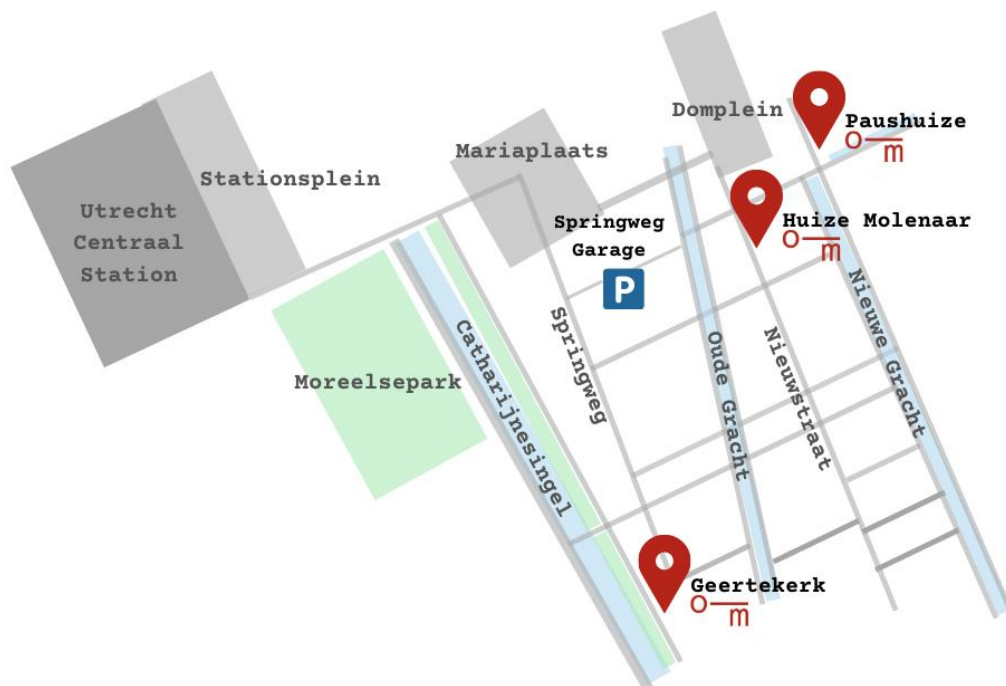 Domplein
Paushuize
o m
Mariaplaats
Stationsplein
Utrecht
Centraal
Station
Springweg
Garage
Huize Molenaar
o m
P
Nieuwe Gracht
Springweg
Catharijnesingel
Oude Gracht
Nieuwstraat
Moreelsepark
Geertekerk
o m